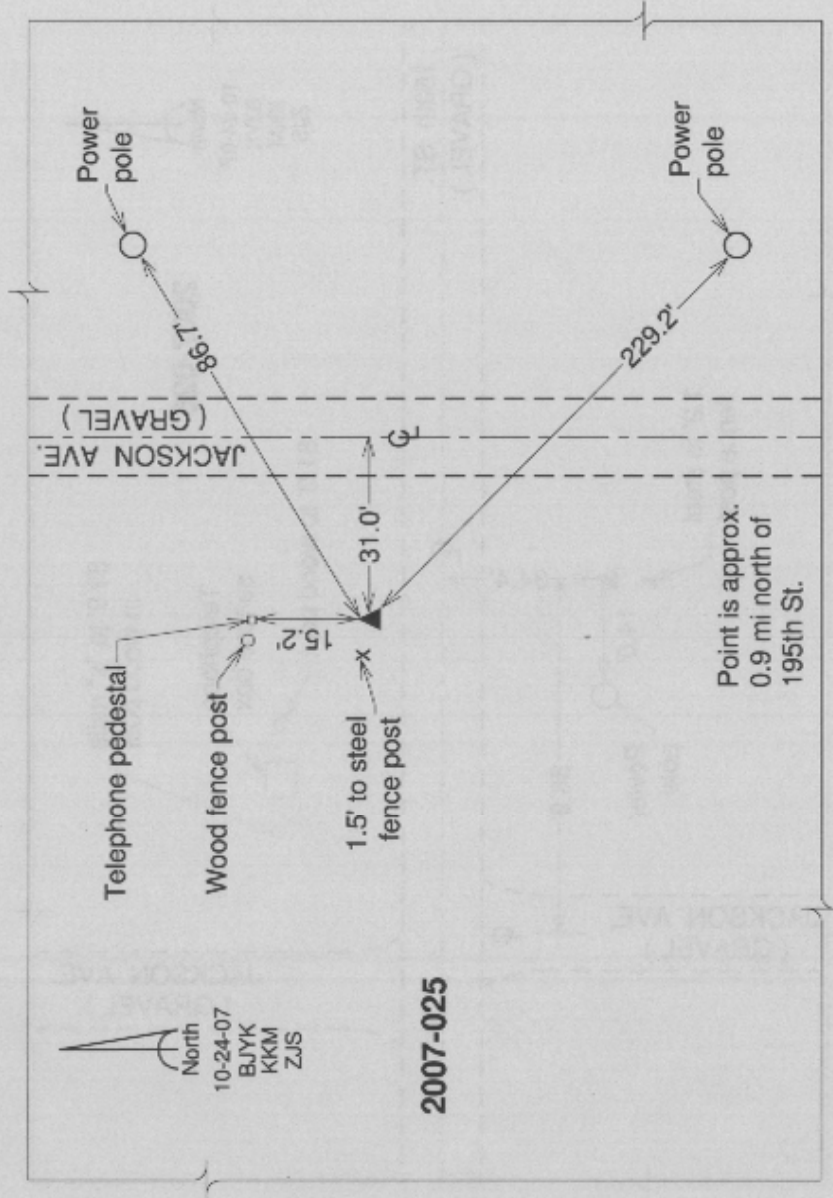 North
10-24-07
BJYK
KKM
ZJS
2007-025
Telephone pedestal
Wood fence post
1.5' to steel
fence post
15.2'
31.0'
JACKSON AVE.
( GRAVEL )
86.7'
229.2'
Power
pole
Power
pole
Point is approx.
0.9 mi north of
195th St.